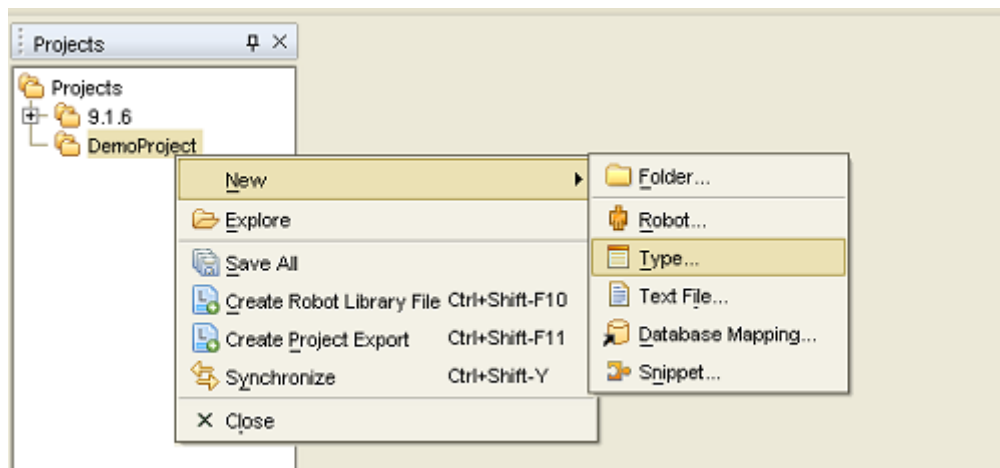 Projects
Projects
9.1.6
DemoProject
New
Explore
Save All
Create Robot Library File Ctrl+Shift-F10
Create Project Export Ctrl+Shift-F11
Synchronize Ctrl+Shift-Y
Close
Folder...
Robot...
Type...
Text File...
Database Mapping...
Snippet...